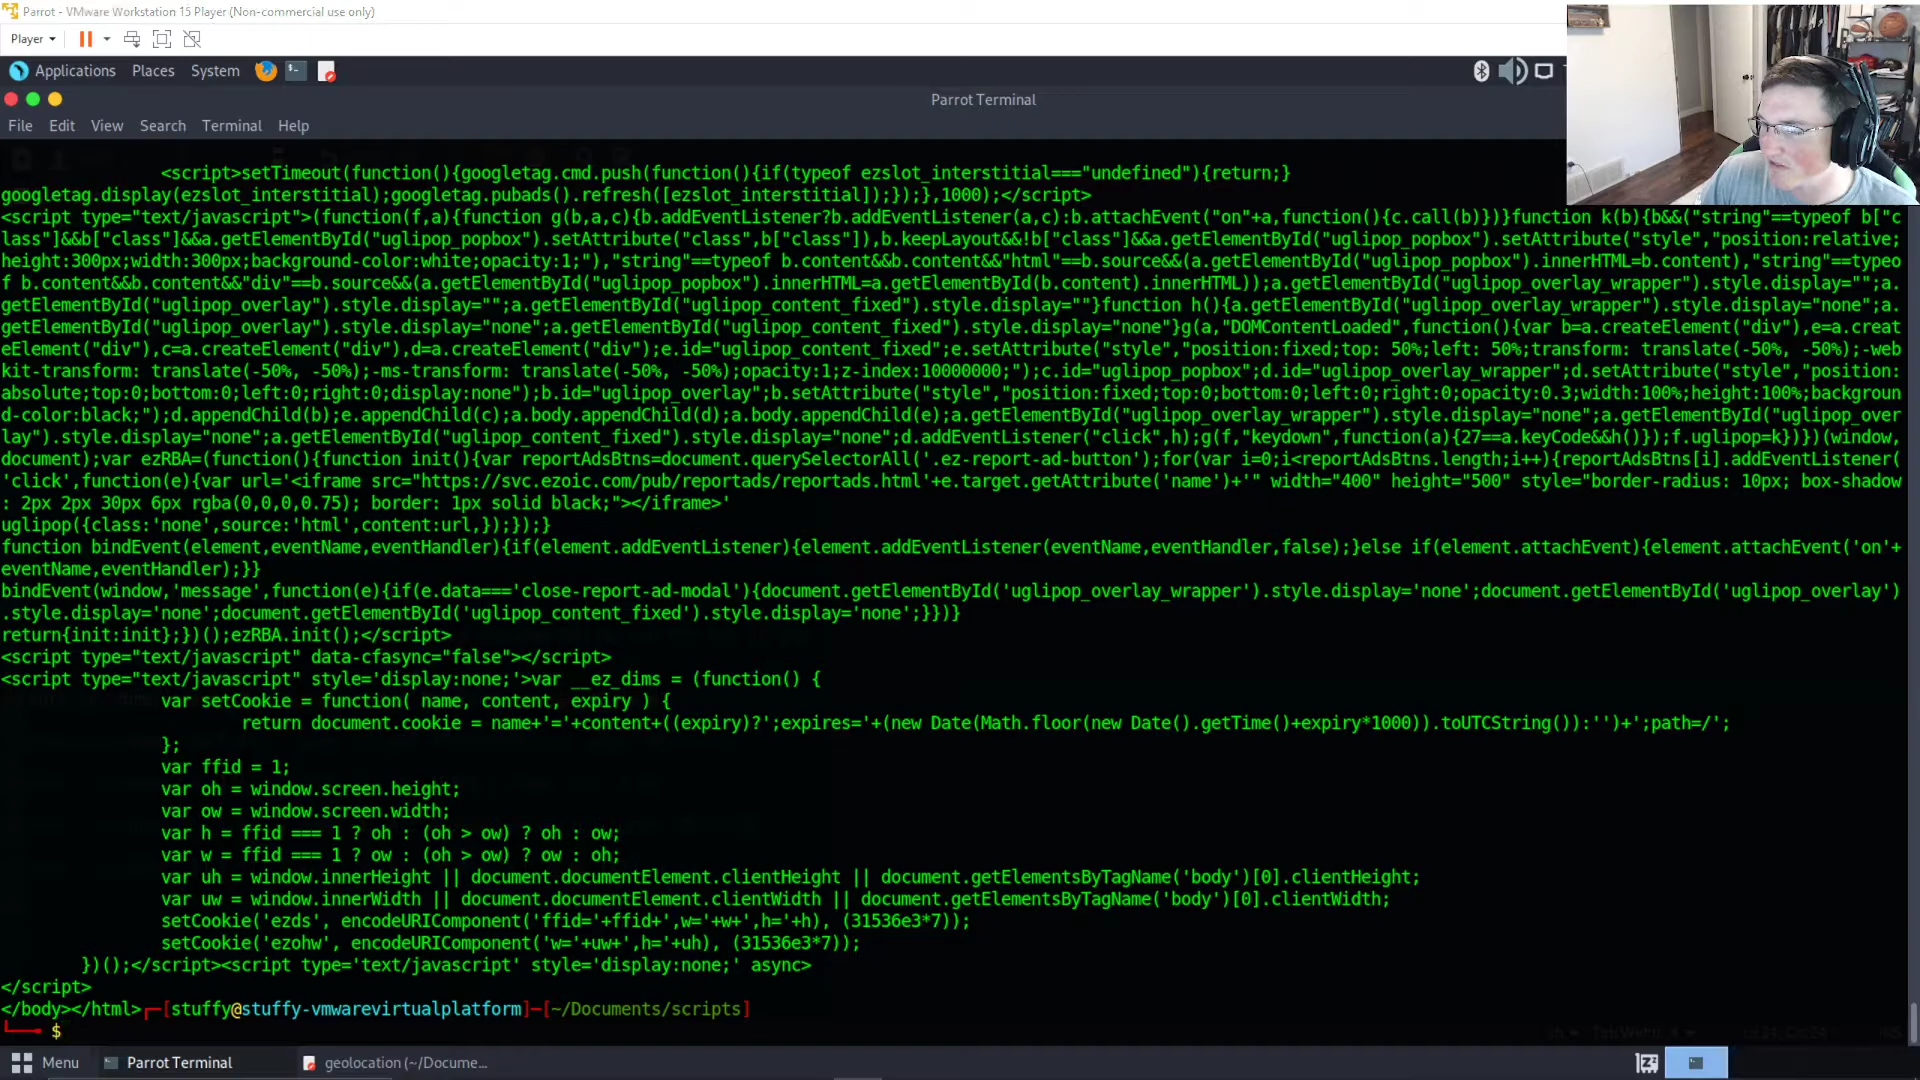 Parrot - VMware Workstation 15 Player (Non-commercial use only)
Player
Applications Places System
Parrot Terminal
File Edit View Search Terminal Help
<script>setTimeout(function(){googletag.cmd.push(function(){if(typeof ezslot_interstitial==="undefined"){return;}
googletag.display(ezslot_interstitial);googletag.pubads().refresh([ezslot_interstitial]);});},1000);</script>
<script type="text/javascript">(function(f,a){function g(b,a,c){b.addEventListener?b.addEventListener(a,c):b.attachEvent("on"+a,function(){c.call(b)})}function k(b){b&&("string"==typeof b["c
lass"]&&b["class"]&&a.getElementById("uglipop_popbox").setAttribute("class",b["class"]),b.keepLayout&&!b["class"]&&a.getElementById("uglipop_popbox").setAttribute("style","position:relative;
height:300px;width:300px;background-color:white;opacity:1;"),"string"==typeof b.content&&b.content&&"html"==b.source&&(a.getElementById("uglipop_popbox").innerHTML=b.content),"string"==typeo
f b.content&&b.content&&"div"==b.source&&(a.getElementById("uglipop_popbox").innerHTML=a.getElementById(b.content).innerHTML));a.getElementById("uglipop_overlay_wrapper").style.display="";a.
getElementById("uglipop_overlay").style.display="";a.getElementById("uglipop_content_fixed").style.display=""}function h(){a.getElementById("uglipop_overlay_wrapper").style.display="none";a.
getElementById("uglipop_overlay").style.display="none";a.getElementById("uglipop_content_fixed").style.display="none"}g(a,"DOMContentLoaded",function(){var b=a.createElement("div"),e=a.creat
eElement("div"),c=a.createElement("div"),d=a.createElement("div");e.id="uglipop_content_fixed";e.setAttribute("style","position:fixed;top: 50%;left: 50%;transform: translate(-50%, -50%);-web
kit-transform: translate(-50%, -50%);-ms-transform: translate(-50%, -50%);opacity:1;z-index:10000000;");c.id="uglipop_popbox";d.id="uglipop_overlay_wrapper";d.setAttribute("style","position:
absolute;top:0;bottom:0;left:0;right:0;display:none");b.id="uglipop_overlay";b.setAttribute("style","position:fixed;top:0;bottom:0;left:0;right:0;opacity:0.3;width:100%;height:100%;backgroun
d-color:black;");d.appendChild(b);e.appendChild(c);a.body.appendChild(d);a.body.appendChild(e);a.getElementById("uglipop_overlay_wrapper").style.display="none";a.getElementById("uglipop_over
lay").style.display="none";a.getElementById("uglipop_content_fixed").style.display="none";d.addEventListener("click",h);g(f,"keydown",function(a){27==a.keyCode&&h()});f.uglipop=k})})(window,
document);var ezRBA=(function(){function init(){var reportAdsBtns=document.querySelectorAll('.ez-report-ad-button');for(var i=0;i<reportAdsBtns.length;i++){reportAdsBtns[i].addEventListener(
'click',function(e){var url='<iframe src="https://svc.ezoic.com/pub/reportads/reportads.html'+e.target.getAttribute('name')+'" width="400" height="500" style="border-radius: 10px; box-shadow
: 2px 2px 30px 6px rgba(0,0,0,0.75); border: 1px solid black;"></iframe>'
uglipop({class:'none',source:'html',content:url,});});}
function bindEvent(element,eventName,eventHandler){if(element.addEventListener){element.addEventListener(eventName,eventHandler,false);}else if(element.attachEvent){element.attachEvent('on'+
eventName,eventHandler);}}
bindEvent(window,'message',function(e){if(e.data==='close-report-ad-modal'){document.getElementById('uglipop_overlay_wrapper').style.display='none';document.getElementById('uglipop_overlay')
.style.display='none';document.getElementById('uglipop_content_fixed').style.display='none';}})}
return{init:init};})();ezRBA.init();</script>
<script type="text/javascript" data-cfasync="false"></script>
<script type="text/javascript" style='display:none;'>var __ez_dims = (function() {
var setCookie = function( name, content, expiry ) {
return document.cookie = name+'='+content+((expiry)?';expires='+(new Date(Math.floor(new Date().getTime()+expiry*1000)).toUTCString()):'')+';path=/';
};
var ffid = 1;
var oh = window.screen.height;
var ow = window.screen.width;
var h = ffid === 1 ? oh : (oh > ow) ? oh : ow;
var w = ffid === 1 ? ow : (oh > ow) ? ow : oh;
var uh = window.innerHeight || document.documentElement.clientHeight || document.getElementsByTagName('body')[0].clientHeight;
var uw = window.innerWidth || document.documentElement.clientWidth || document.getElementsByTagName('body')[0].clientWidth;
setCookie('ezds', encodeURIComponent('ffid='+ffid+',w='+w+',h='+h), (31536e3*7));
setCookie('ezohw', encodeURIComponent('w='+uw+',h='+uh), (31536e3*7));
})();</script><script type='text/javascript' style='display:none;' async>
</script>
</body></html>┌─[stuffy@stuffy-vmwarevirtualplatform]─[~/Documents/scripts]
└──╼ $
Menu Parrot Terminal geolocation (~/Docume...